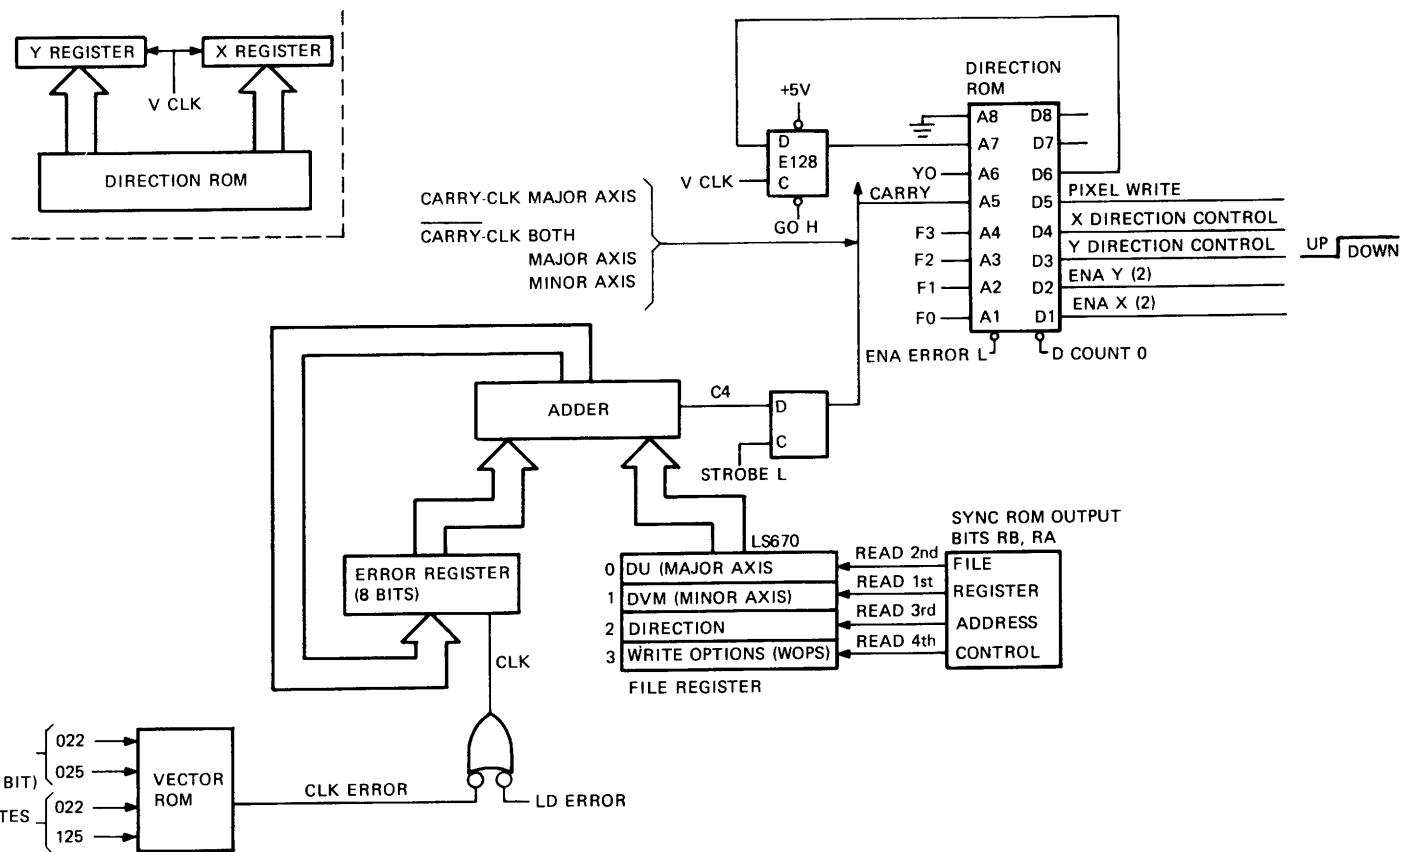 Y REGISTER
X REGISTER
V CLK
DIRECTION ROM
DIRECTION
ROM
+5V
D
E128
C
V CLK
GO H
A8
D8
A7
D7
YO
A6
D6
CARRY
A5
D5
PIXEL WRITE
F3
A4
D4
X DIRECTION CONTROL
F2
A3
D3
Y DIRECTION CONTROL
UP
DOWN
F1
A2
D2
ENA Y (2)
F0
A1
D1
ENA X (2)
ENA ERROR L
D COUNT 0
CARRY-CLK MAJOR AXIS
CARRY-CLK BOTH
MAJOR AXIS
MINOR AXIS
ADDER
C4
D
C
STROBE L
ERROR REGISTER
(8 BITS)
CLK
LS670
0 DU (MAJOR AXIS
1 DVM (MINOR AXIS)
2 DIRECTION
3 WRITE OPTIONS (WOPS)
FILE REGISTER
READ 2nd
READ 1st
READ 3rd
READ 4th
SYNC ROM OUTPUT
BITS RB, RA
FILE
REGISTER
ADDRESS
CONTROL
022
025
BIT)
022
TES
125
VECTOR
ROM
CLK ERROR
LD ERROR